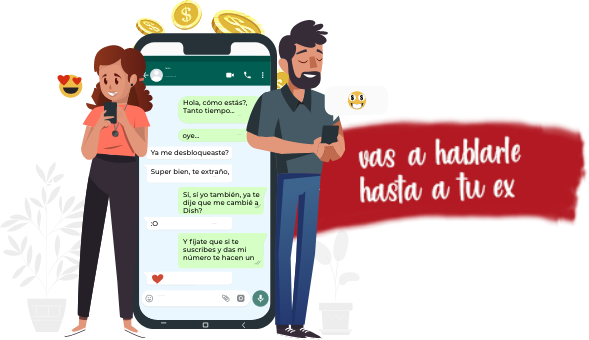 Hola, cómo estás?,
Tanto tiempo...
oye...
Ya me desbloqueaste?
Super bien, te extraño,
Si, si yo también, ya te
dije que me cambié a
Dish?
:O
Y fíjate que si te
suscribes y das mi
número te hacen un
vas a hablarle
hasta a tu ex